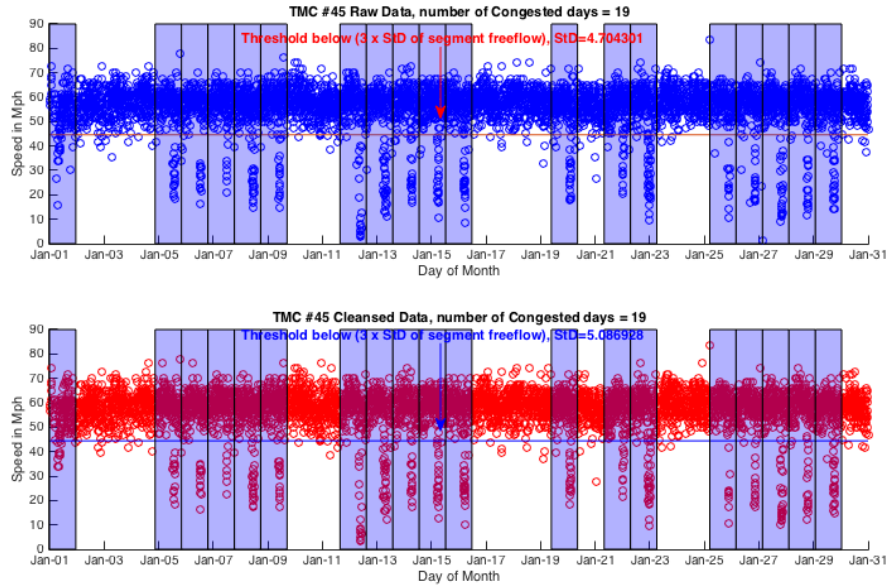 TMC #45 Raw Data, number of Congested days = 19
Threshold below (3 x StD of segment freeflow), StD=4.704301
Speed in Mph
90
80
70
60
50
40
30
20
10
0
Jan-01 Jan-03 Jan-05 Jan-07 Jan-09 Jan-11 Jan-13 Jan-15 Jan-17 Jan-19 Jan-21 Jan-23 Jan-25 Jan-27 Jan-29 Jan-31
Day of Month
TMC #45 Cleansed Data, number of Congested days = 19
Threshold below (3 x StD of segment freeflow), StD=5.086928
Speed in Mph
90
80
70
60
50
40
30
20
10
0
Jan-01 Jan-03 Jan-05 Jan-07 Jan-09 Jan-11 Jan-13 Jan-15 Jan-17 Jan-19 Jan-21 Jan-23 Jan-25 Jan-27 Jan-29 Jan-31
Day of Month